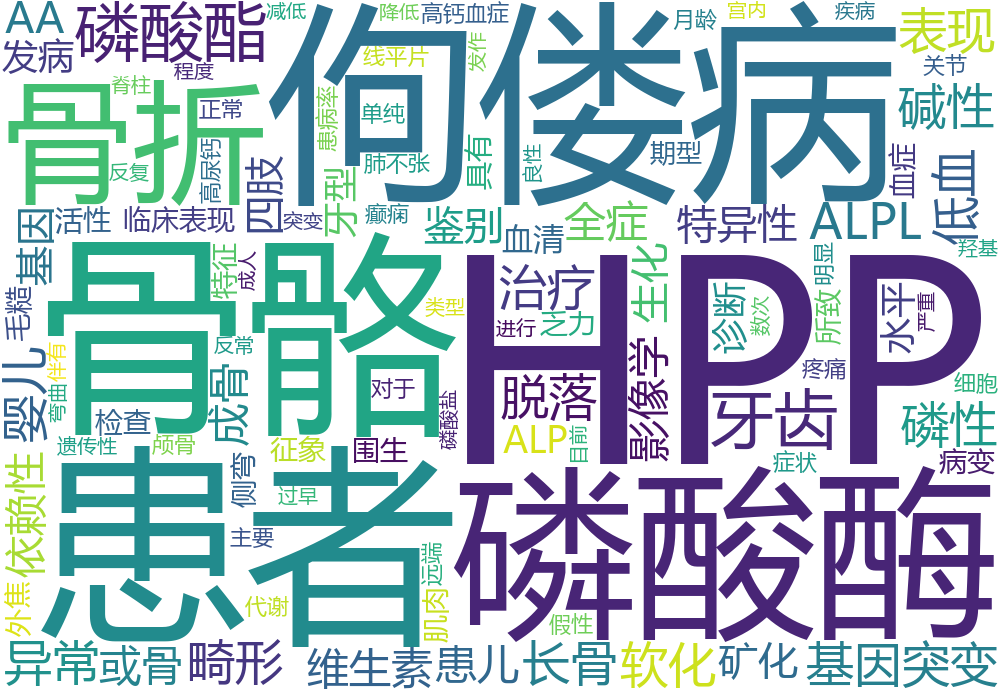 AA
磷酸酯
减低
降低
高钙血症
月龄
宫内
疾病
佝偻病
表现
发病
程度
线平片
发作
关节
脊柱
骨折
正常
患病率
单纯
碱性
反复
高尿钙
四肢
肺不张
具有
良性
期型
血症
低血
牙型
癫痫
基因
活性
临床表现
突变
鉴别
全症
特异性
ALPL
血清
羟基
骨骼
特征
成人
HPP
治疗
生化
明显
毛糙
类型
进行
乏力
诊断
数次
所致
水平
严重
反常
婴儿
伴有
弯曲
成骨
对于
脱落
影像学
疼痛
细胞
牙齿
检查
磷酸盐
磷性
遗传性
颅骨
征象
围生
ALP
目前
症状
病变
依赖性
患者
侧弯
过早
磷酸酶
主要
远端
外焦
代谢
肌肉
假性
异常
或骨
畸形
维生素
患儿
长骨
软化
矿化
基因突变